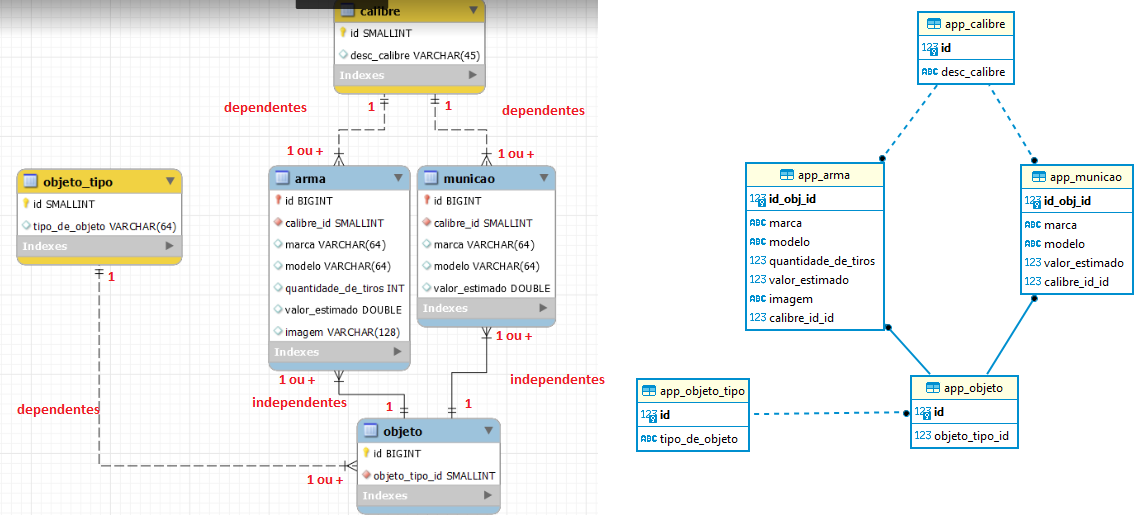 calibre
id SMALLINT
desc_calibre VARCHAR(45)
Indexes
dependentes
1
1
dependentes
1 ou +
1 ou +
objeto_tipo
id SMALLINT
tipo_de_objeto VARCHAR(64)
Indexes
1
arma
id BIGINT
calibre_id SMALLINT
marca VARCHAR(64)
modelo VARCHAR(64)
quantidade_de_tiros INT
valor_estimado DOUBLE
imagem VARCHAR(128)
Indexes
municao
id BIGINT
calibre_id SMALLINT
marca VARCHAR(64)
modelo VARCHAR(64)
valor_estimado DOUBLE
Indexes
1 ou +
1 ou +
independentes
independentes
dependentes
1
1
objeto
id BIGINT
objeto_tipo_id SMALLINT
Indexes
1 ou +
app_calibre
123 id
ABC desc_calibre
app_arma
123 id_obj_id
ABC marca
ABC modelo
123 quantidade_de_tiros
123 valor_estimado
ABC imagem
123 calibre_id_id
app_municao
123 id_obj_id
ABC marca
ABC modelo
123 valor_estimado
123 calibre_id_id
app_objeto_tipo
123 id
ABC tipo_de_objeto
app_objeto
123 id
123 objeto_tipo_id